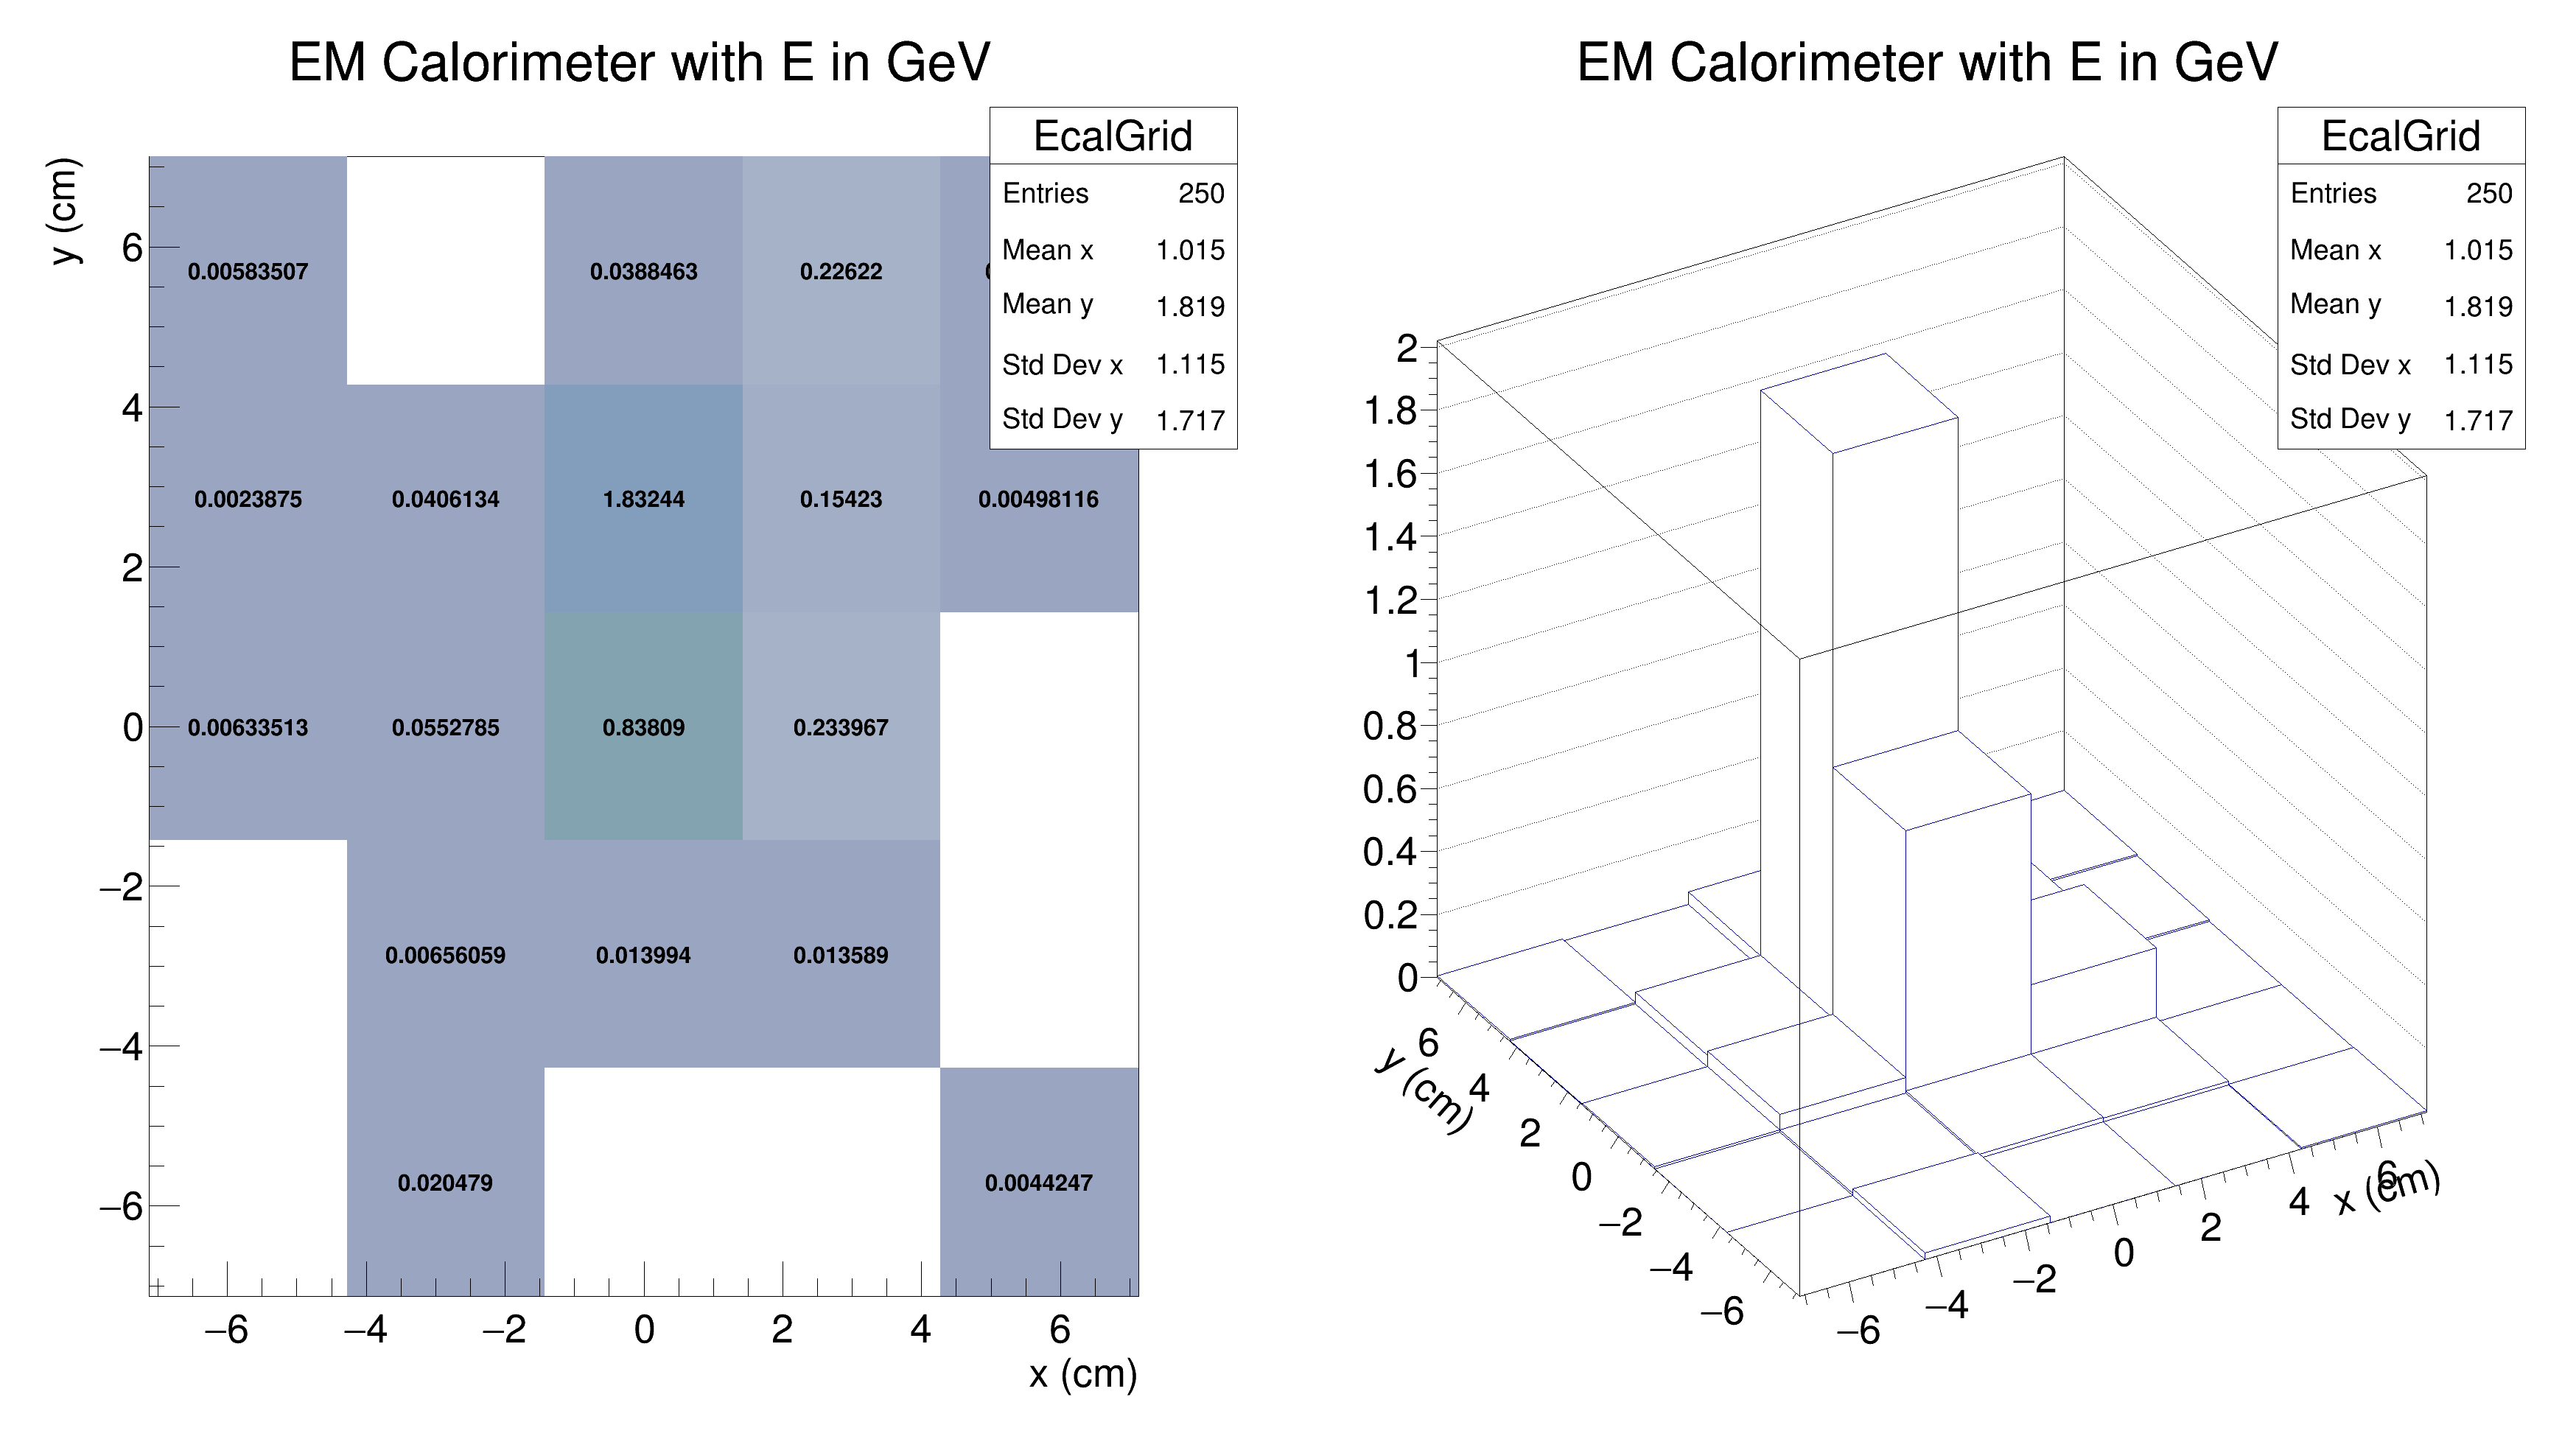 EM Calorimeter with E in GeV
EcalGrid
Entries 250
Mean x 1.015
Mean y 1.819
Std Dev x 1.115
Std Dev y 1.717
y (cm)
6
4
2
0
−2
−4
−6
0.00583507 0.0388463 0.22622
0.0023875 0.0406134 1.83244 0.15423 0.00498116
0.00633513 0.0552785 0.83809 0.233967
0.00656059 0.013994 0.013589
0.020479 0.0044247
−6 −4 −2 0 2 4 6
x (cm)
EM Calorimeter with E in GeV
EcalGrid
Entries 250
Mean x 1.015
Mean y 1.819
Std Dev x 1.115
Std Dev y 1.717
2
1.8
1.6
1.4
1.2
1
0.8
0.6
0.4
0.2
0
y (cm)
6
4
2
0
−2
−4
−6
−6 −4 −2 0 2 4 6
x (cm)